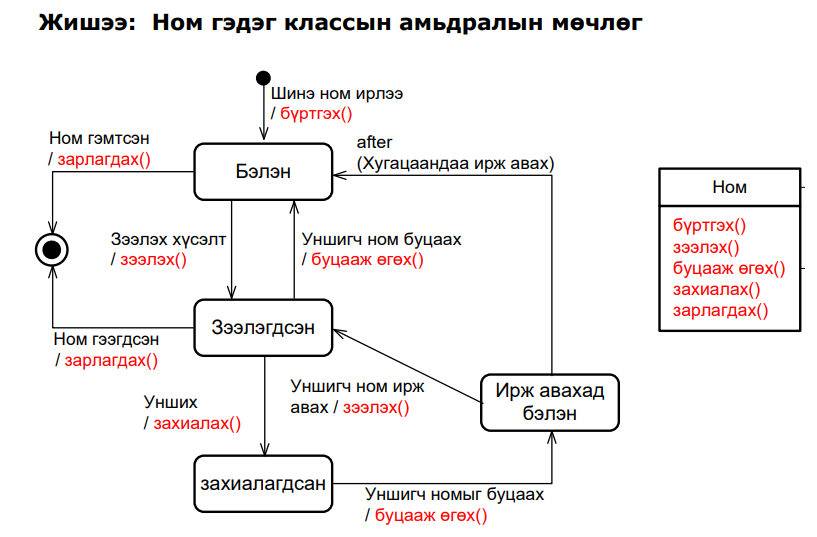 Жишээ: Ном гэдэг классын амьдралын мөчлөг
Шинэ ном ирлээ
/ бүртгэх()
Ном гэмтсэн
/ зарлагдах()
after
(Хугацаандаа ирж авах)
Бэлэн
Ном
бүртгэх()
зээлэх()
буцааж өгөх()
захиалах()
зарлагдах()
Зээлэх хүсэлт
/ зээлэх()
Уншигч ном буцаах
/ буцааж өгөх()
Зээлэгдсэн
Ном гээгдсэн
/ зарлагдах()
Унших
/ захиалах()
Уншигч ном ирж
авах / зээлэх()
Ирж авахад
бэлэн
захиалагдсан
Уншигч номыг буцаах
/ буцааж өгөх()